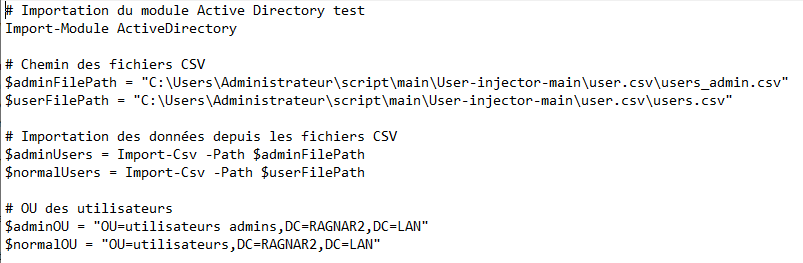 # Importation du module Active Directory test
Import-Module ActiveDirectory
# Chemin des fichiers CSV
$adminFilePath = "C:\Users\Administrateur\script\main\User-injector-main\user.csv\users_admin.csv"
$userFilePath = "C:\Users\Administrateur\script\main\User-injector-main\user.csv\users.csv"
# Importation des données depuis les fichiers CSV
$adminUsers = Import-Csv -Path $adminFilePath
$normalUsers = Import-Csv -Path $userFilePath
# OU des utilisateurs
$adminOU = "OU=utilisateurs admins,DC=RAGNAR2,DC=LAN"
$normalOU = "OU=utilisateurs,DC=RAGNAR2,DC=LAN"